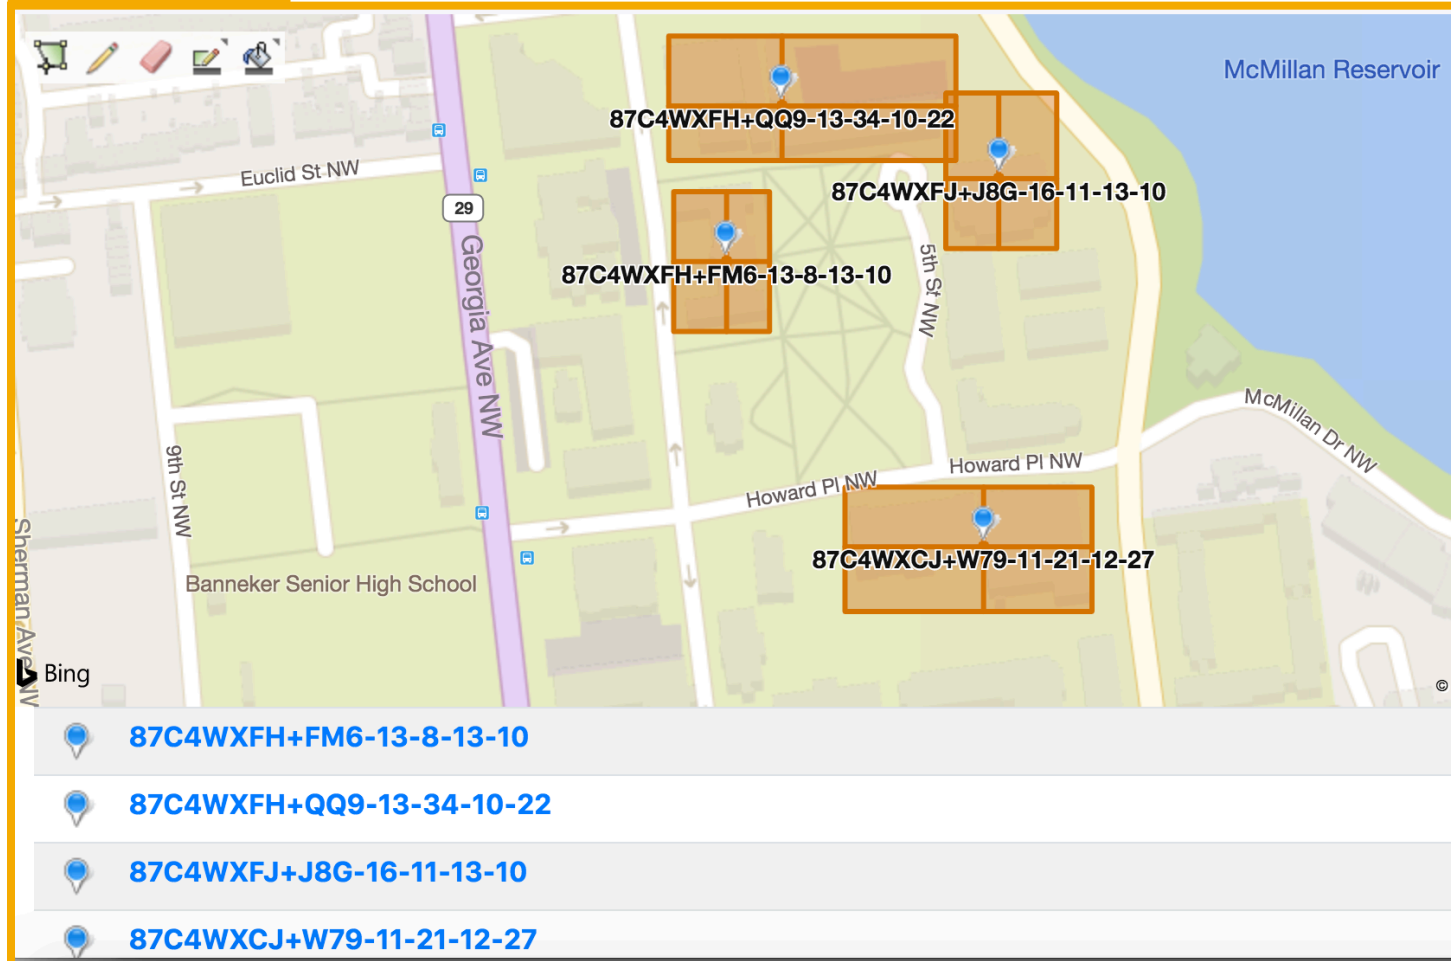 McMillan Reservoir
87C4WXFH+QQ9-13-34-10-22
Euclid St NW
87C4WXFJ+J8G-16-11-13-10
29
Georgia Ave NW
5th St NW
87C4WXFH+FM6-13-8-13-10
McMillan Dr NW
9th St NW
Howard Pl NW
Howard Pl NW
Sherman Ave NW
87C4WXCJ+W79-11-21-12-27
Banneker Senior High School
Bing
©
87C4WXFH+FM6-13-8-13-10
87C4WXFH+QQ9-13-34-10-22
87C4WXFJ+J8G-16-11-13-10
87C4WXCJ+W79-11-21-12-27